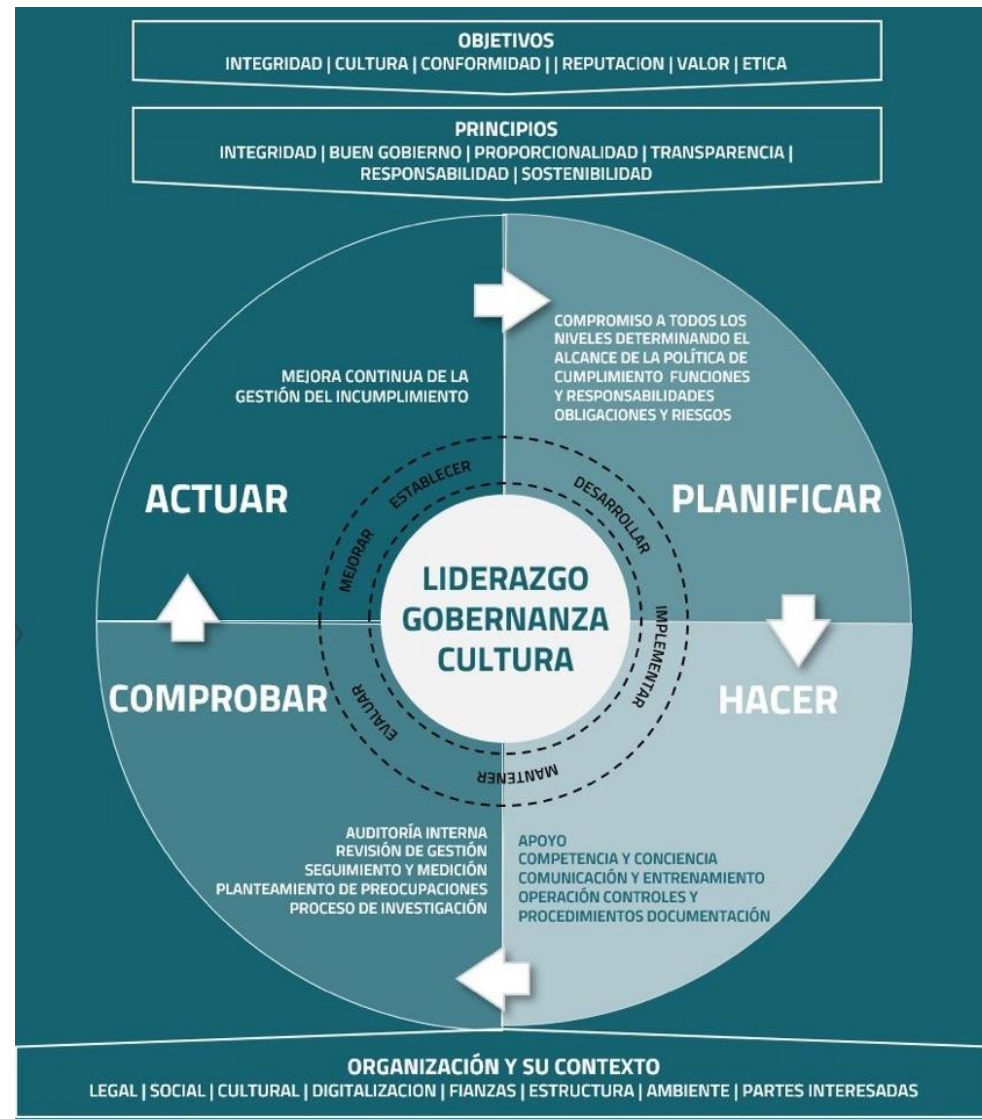 OBJETIVOS
INTEGRIDAD | CULTURA | CONFORMIDAD | | REPUTACION | VALOR | ETICA
PRINCIPIOS
INTEGRIDAD | BUEN GOBIERNO | PROPORCIONALIDAD | TRANSPARENCIA |
RESPONSABILIDAD | SOSTENIBILIDAD
COMPROMISO A TODOS LOS
NIVELES DETERMINANDO EL
ALCANCE DE LA POLÍTICA DE
CUMPLIMIENTO FUNCIONES
Y RESPONSABILIDADES
OBLIGACIONES Y RIESGOS
PLANIFICAR
MEJORA CONTINUA DE LA
GESTIÓN DEL INCUMPLIMIENTO
ACTUAR
ESTABLECER
DESARROLLAR
IMPLEMENTAR
MANTENER
EVALUAR
MEJORAR
LIDERAZGO
GOBERNANZA
CULTURA
COMPROBAR
HACER
AUDITORÍA INTERNA
REVISIÓN DE GESTIÓN
SEGUIMIENTO Y MEDICIÓN
PLANTEAMIENTO DE PREOCUPACIONES
PROCESO DE INVESTIGACIÓN
APOYO
COMPETENCIA Y CONCIENCIA
COMUNICACIÓN Y ENTRENAMIENTO
OPERACIÓN CONTROLES Y
PROCEDIMIENTOS DOCUMENTACIÓN
ORGANIZACIÓN Y SU CONTEXTO
LEGAL | SOCIAL | CULTURAL | DIGITALIZACION | FIANZAS | ESTRUCTURA | AMBIENTE | PARTES INTERESADAS